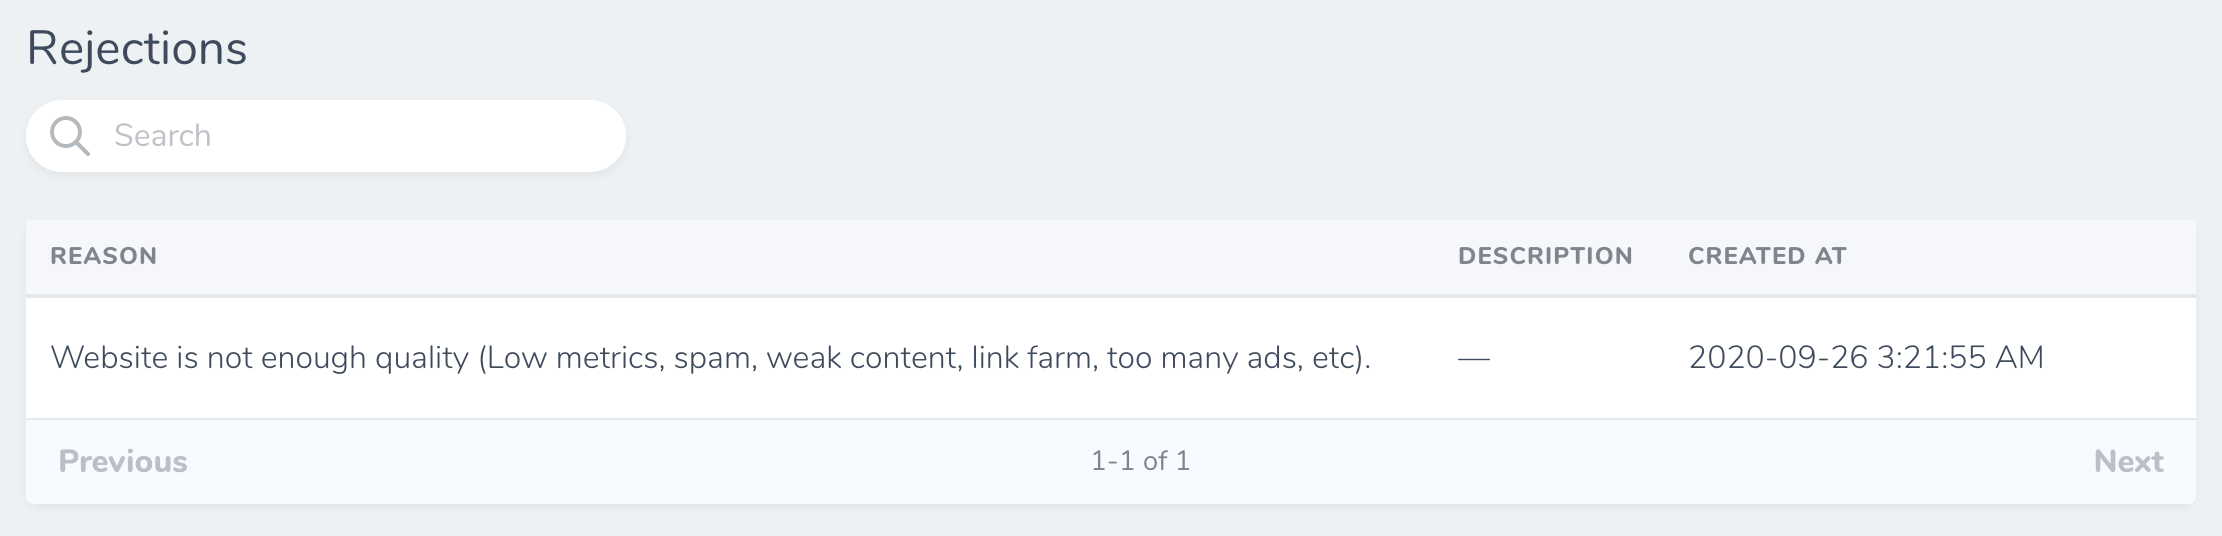 Rejections
Search
REASON DESCRIPTION CREATED AT
Website is not enough quality (Low metrics, spam, weak content, link farm, too many ads, etc). — 2020-09-26 3:21:55 AM
Previous 1-1 of 1 Next